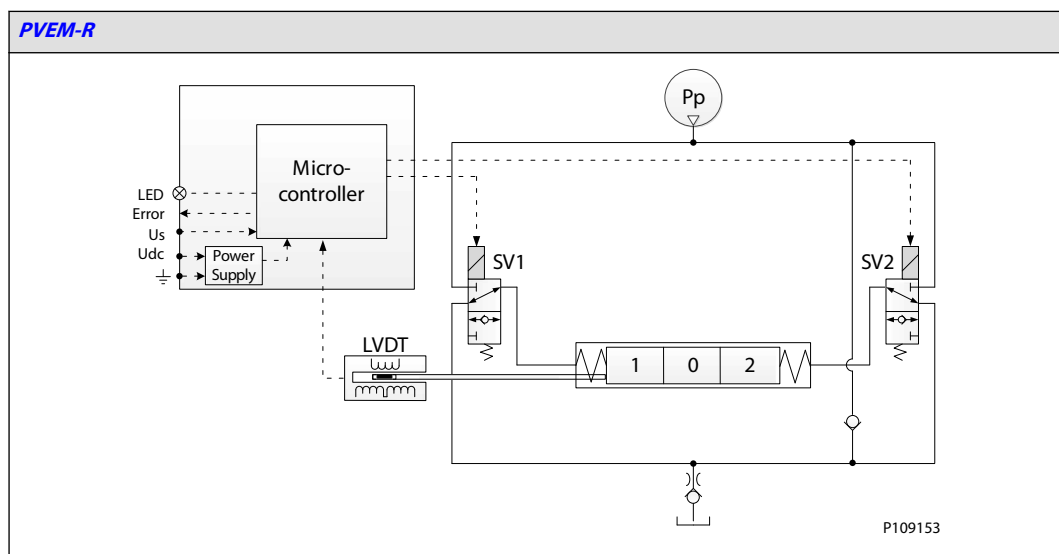 PVEM-R
Pp
Micro-
controller
LED
Error
Us
Udc
Power
Supply
SV1
SV2
LVDT
1 0 2
P109153